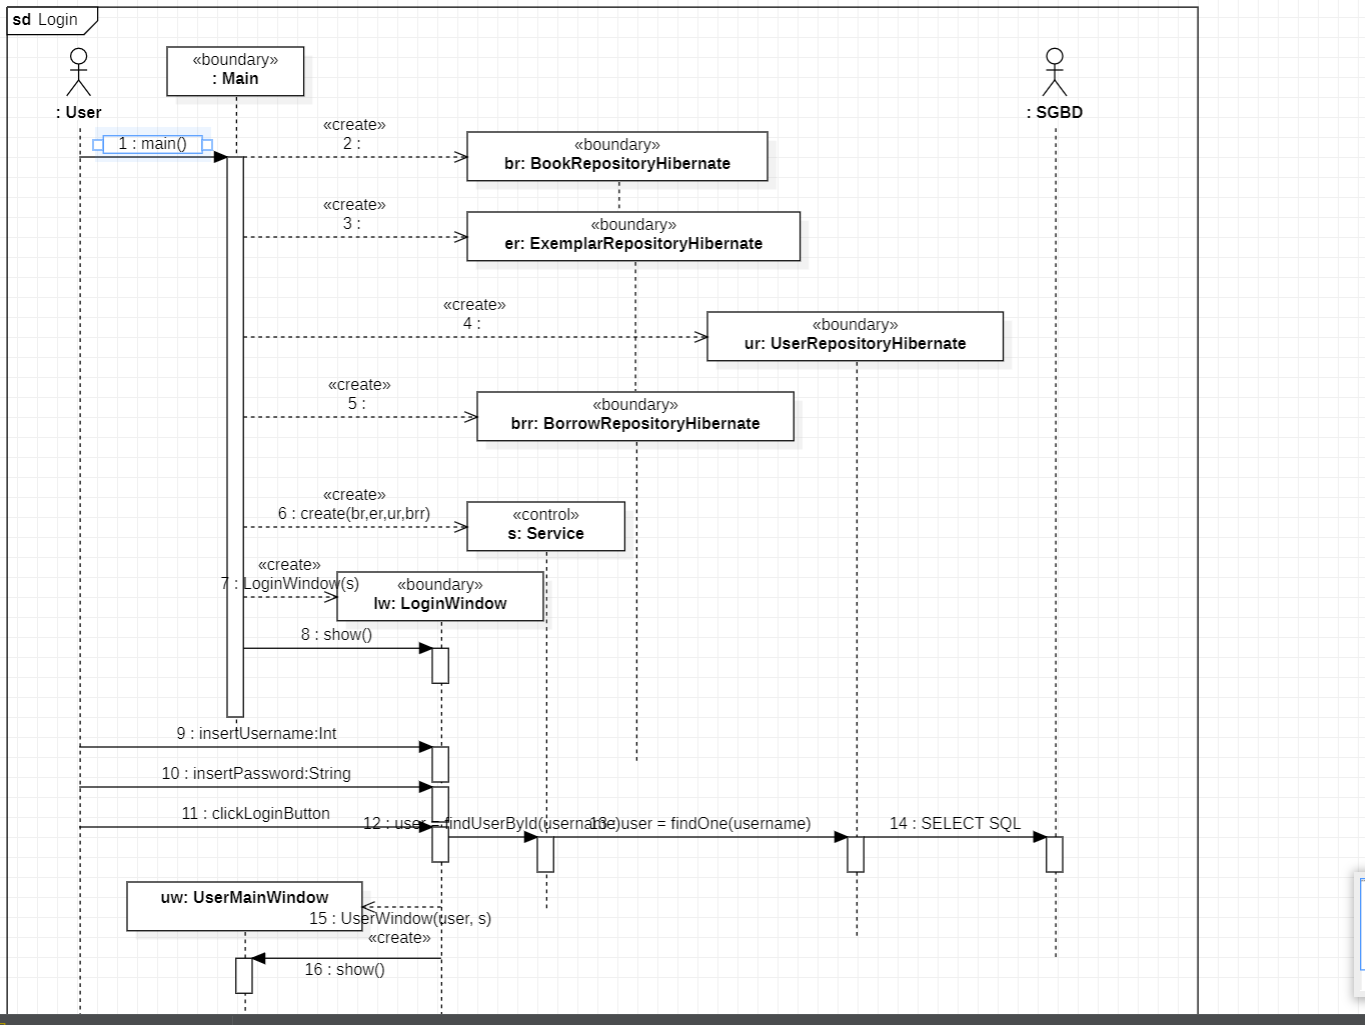 sd Login
«boundary»
: Main
: User
: SGBD
1 : main()
«create»
2 :
«boundary»
br: BookRepositoryHibernate
«create»
3 :
«boundary»
er: ExemplarRepositoryHibernate
«create»
4 :
«boundary»
ur: UserRepositoryHibernate
«create»
5 :
«boundary»
brr: BorrowRepositoryHibernate
«create»
6 : create(br,er,ur,brr)
«control»
s: Service
«create»
7 : LoginWindow(s)
«boundary»
lw: LoginWindow
8 : show()
9 : insertUsername:Int
10 : insertPassword:String
11 : clickLoginButton
12 : user = findUserById(username)
13 : user = findOne(username)
14 : SELECT SQL
uw: UserMainWindow
15 : UserWindow(user, s)
«create»
16 : show()